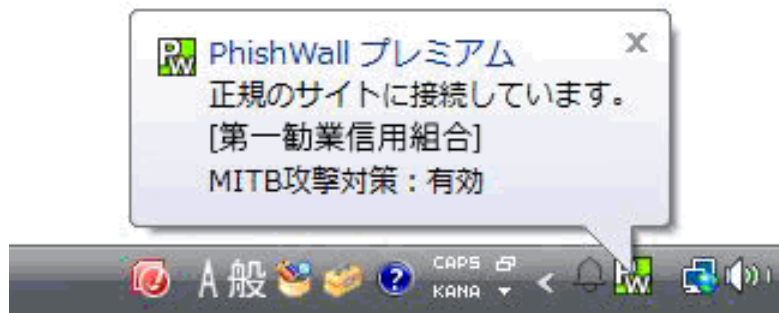 PhishWall プレミアム
正規のサイトに接続しています。
[第一勧業信用組合]
MITB攻撃対策：有効
A 般 CAPS
KANA